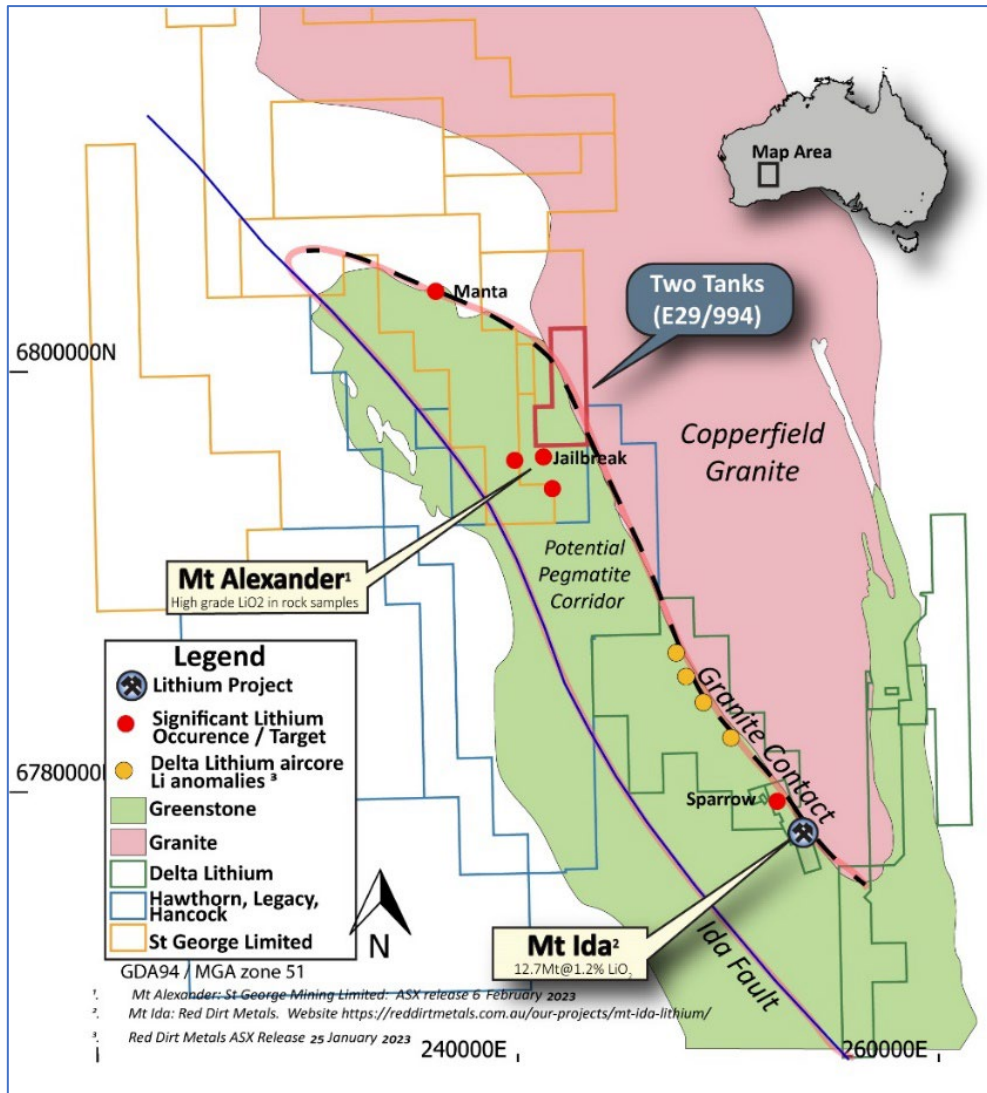 Map Area
Two Tanks
(E29/994)
Manta
6800000N
Copperfield
Granite
Jailbreak
Potential
Pegmatite
Corridor
Mt Alexander¹
High grade LiO2 in rock samples
Granite Contact
Legend
Lithium Project
Significant Lithium
Occurence / Target
Delta Lithium aircore
Li anomalies ³
Greenstone
Granite
Delta Lithium
Hawthorn, Legacy,
Hancock
St George Limited
6780000N
Sparrow
Mt Ida²
12.7Mt@1.2% LiO₂
Ida Fault
N
GDA94 / MGA zone 51
¹. Mt Alexander: St George Mining Limited: ASX release 6 February 2023
². Mt Ida: Red Dirt Metals. Website https://reddirtmetals.com.au/our-projects/mt-ida-lithium/
³. Red Dirt Metals ASX Release 25 January 2023
240000E
260000E